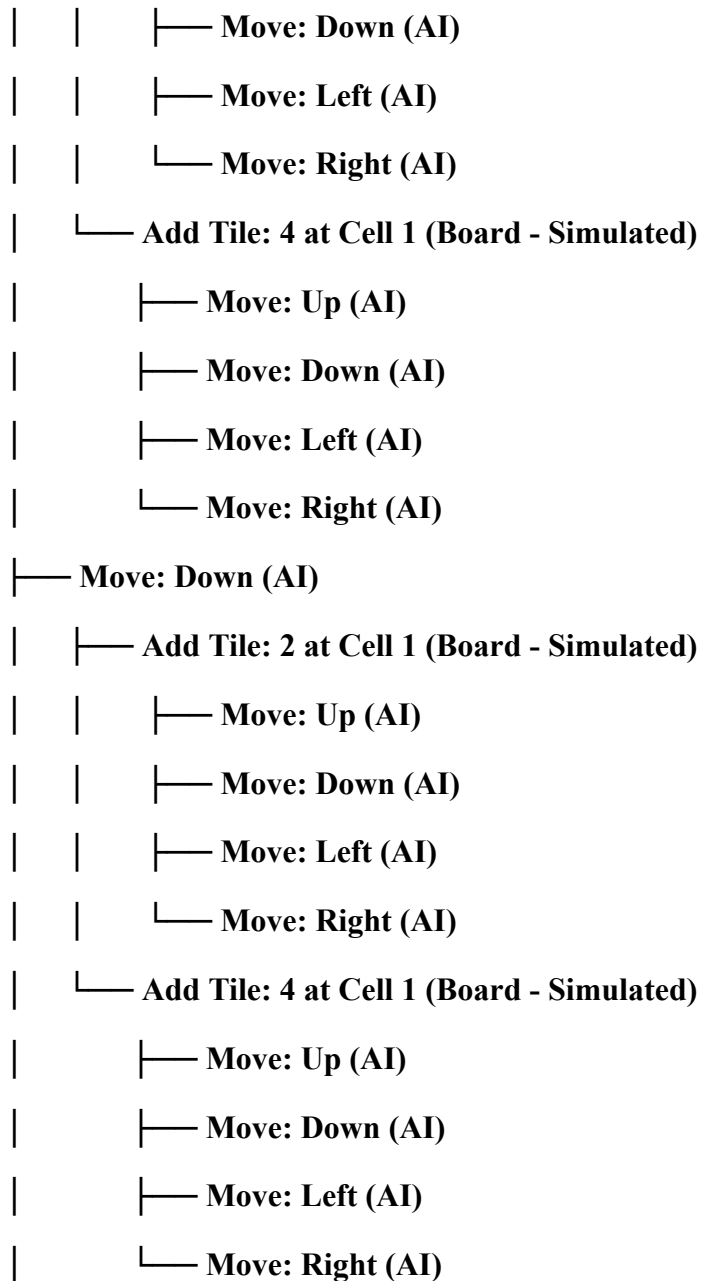 │ │ ├── Move: Down (AI)
│ │ ├── Move: Left (AI)
│ │ └── Move: Right (AI)
│ └── Add Tile: 4 at Cell 1 (Board - Simulated)
│ ├── Move: Up (AI)
│ ├── Move: Down (AI)
│ ├── Move: Left (AI)
│ └── Move: Right (AI)
├── Move: Down (AI)
│ ├── Add Tile: 2 at Cell 1 (Board - Simulated)
│ │ ├── Move: Up (AI)
│ │ ├── Move: Down (AI)
│ │ ├── Move: Left (AI)
│ │ └── Move: Right (AI)
│ └── Add Tile: 4 at Cell 1 (Board - Simulated)
│ ├── Move: Up (AI)
│ ├── Move: Down (AI)
│ ├── Move: Left (AI)
│ └── Move: Right (AI)